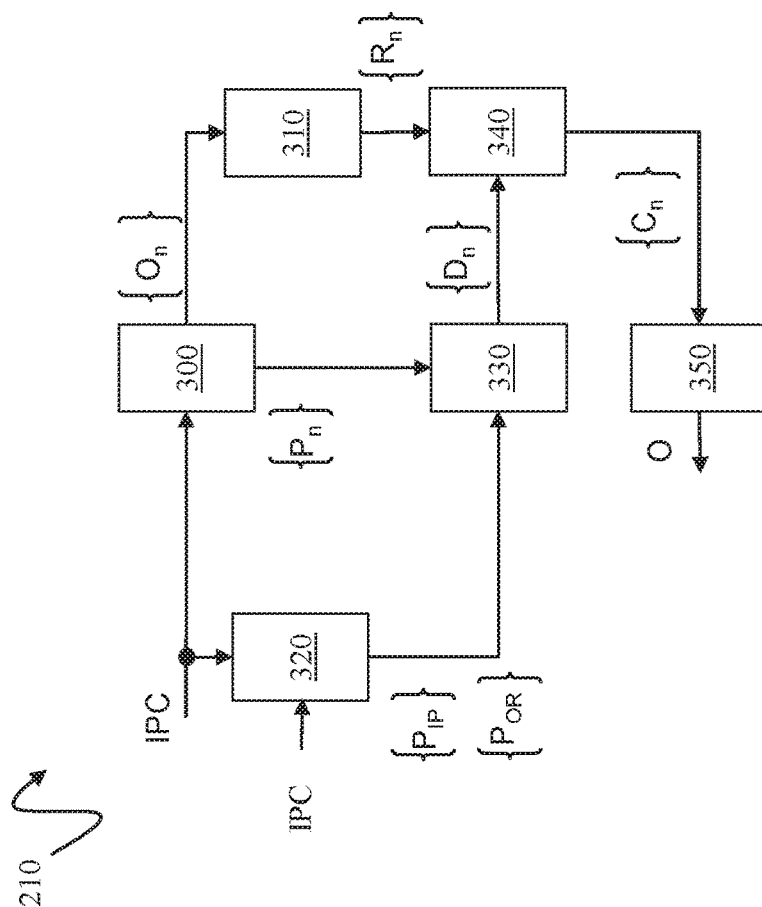 210
IPC
IPC
320
{P_IP}
{P_OR}
300
{O_n}
{P_n}
310
{R_n}
330
{D_n}
340
{C_n}
350
O